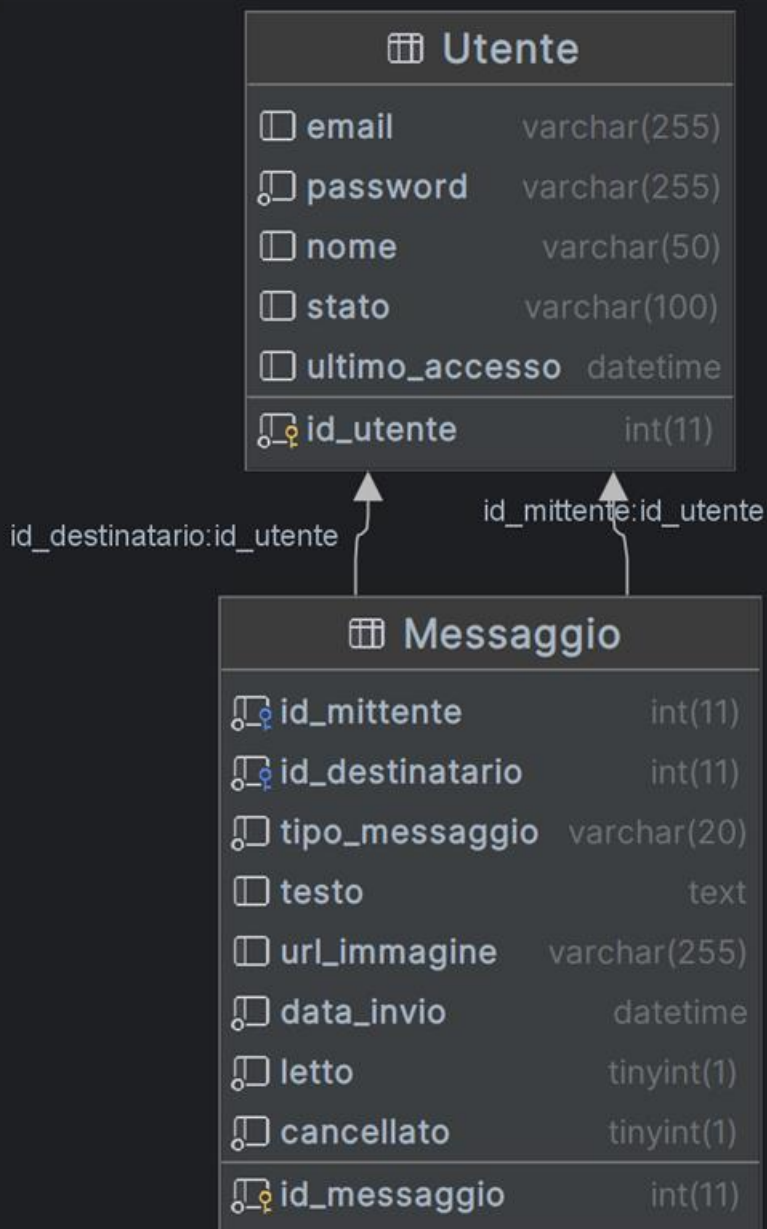 Utente
email varchar(255)
password varchar(255)
nome varchar(50)
stato varchar(100)
ultimo_accesso datetime
id_utente int(11)
id_destinatario:id_utente
id_mittente:id_utente
Messaggio
id_mittente int(11)
id_destinatario int(11)
tipo_messaggio varchar(20)
testo text
url_immagine varchar(255)
data_invio datetime
letto tinyint(1)
cancellato tinyint(1)
id_messaggio int(11)